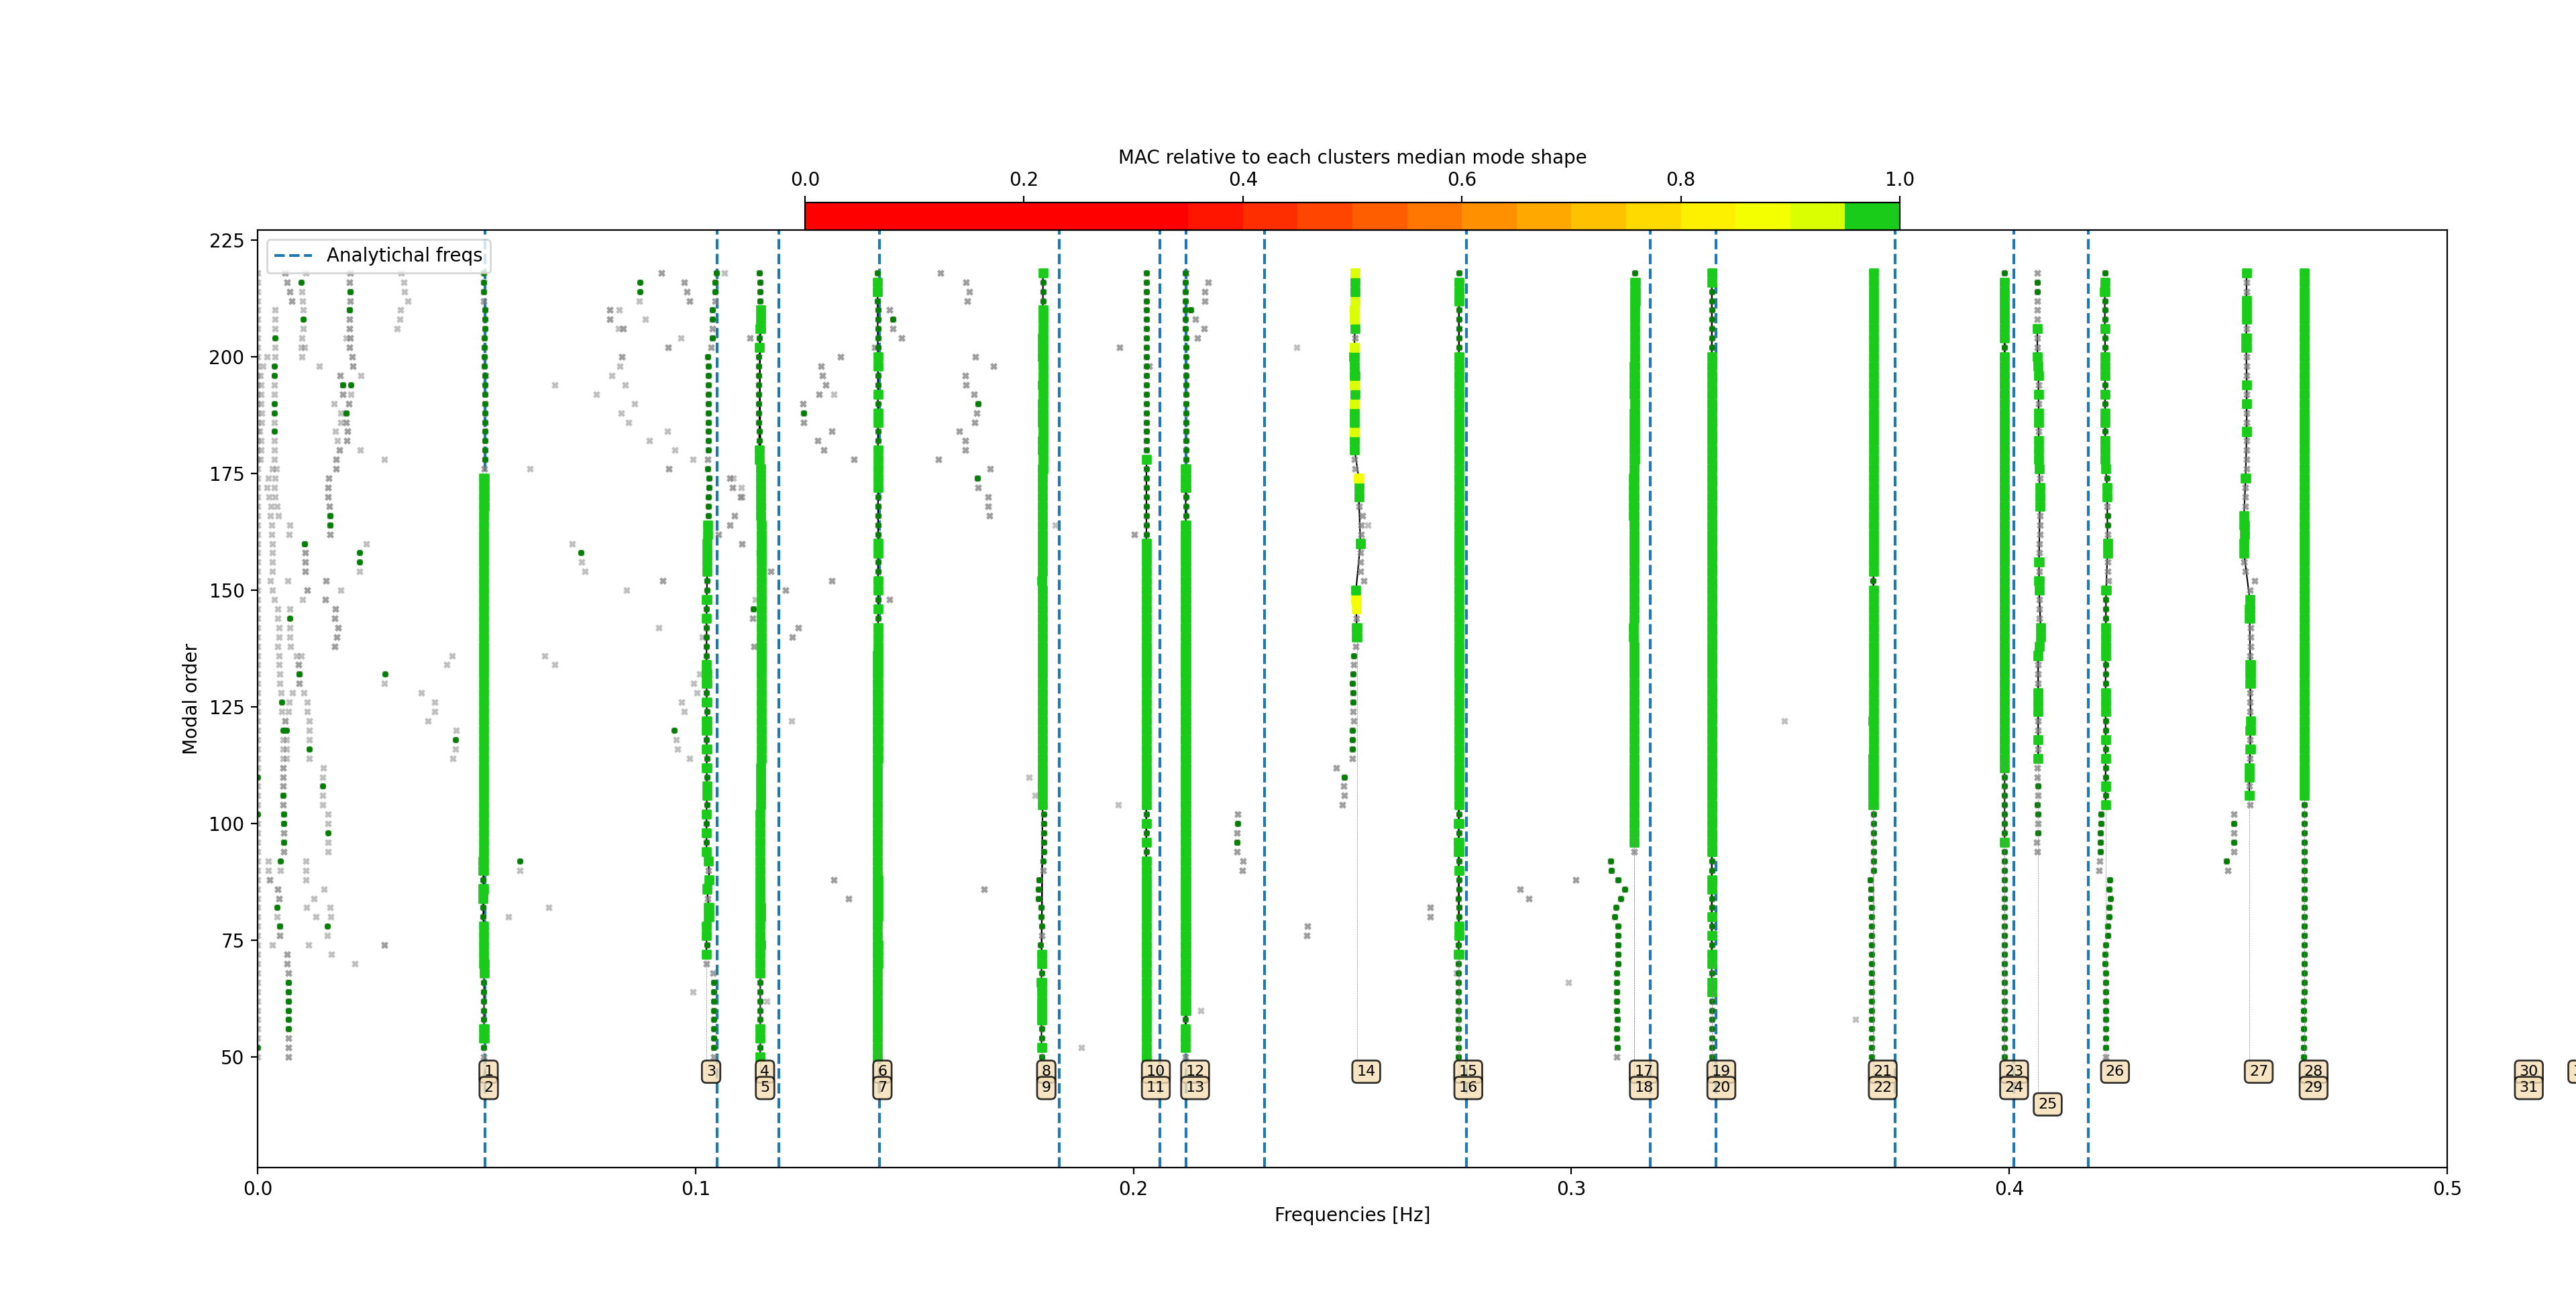 MAC relative to each clusters median mode shape
0.0 0.2 0.4 0.6 0.8 1.0
225
Analytichal freqs
200
175
150
125
100
75
50
Modal order
1 3 4 6 8 10 12 14 15 17 19 21 23 26 27 28 30
2 5 7 9 11 13 16 18 20 22 24 29 31
25
0.0 0.1 0.2 0.3 0.4 0.5
Frequencies [Hz]